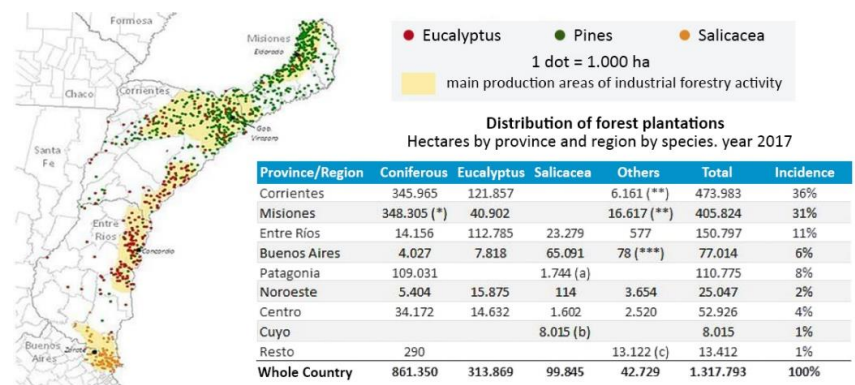 Formosa
Misiones
Eldorado
Chaco
Corrientes
Gob.
Virasoro
Santa
Fe
Entre
Ríos
Concordia
Buenos
Aires
Zárate
Eucalyptus Pines Salicacea
1 dot = 1.000 ha
main production areas of industrial forestry activity
Distribution of forest plantations
Hectares by province and region by species. year 2017
Province/Region Coniferous Eucalyptus Salicacea Others Total Incidence
Corrientes 345.965 121.857 6.161 (**) 473.983 36%
Misiones 348.305 (*) 40.902 16.617 (**) 405.824 31%
Entre Ríos 14.156 112.785 23.279 577 150.797 11%
Buenos Aires 4.027 7.818 65.091 78 (***) 77.014 6%
Patagonia 109.031 1.744 (a) 110.775 8%
Noroeste 5.404 15.875 114 3.654 25.047 2%
Centro 34.172 14.632 1.602 2.520 52.926 4%
Cuyo 8.015 (b) 8.015 1%
Resto 290 13.122 (c) 13.412 1%
Whole Country 861.350 313.869 99.845 42.729 1.317.793 100%